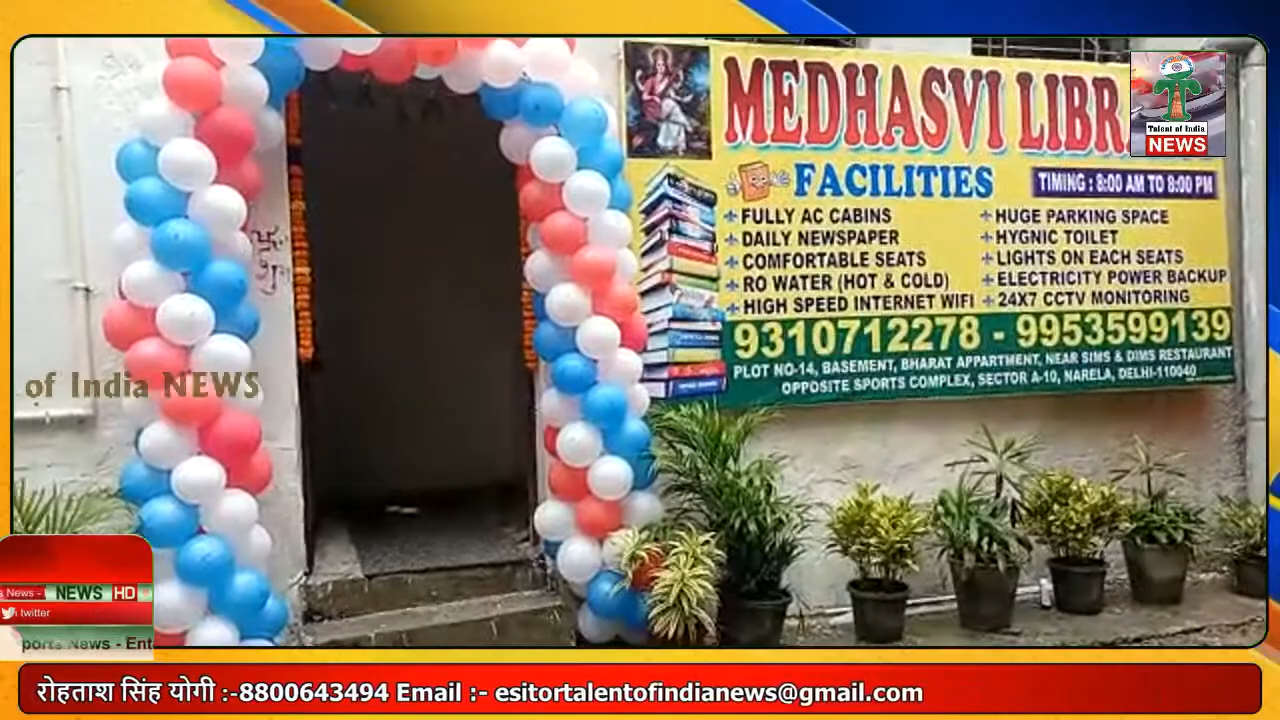 MEDHASVI LIBR
Talent of India
NEWS
FACILITIES
TIMING : 8:00 AM TO 8:00 PM
FULLY AC CABINS
DAILY NEWSPAPER
COMFORTABLE SEATS
RO WATER (HOT & COLD)
HIGH SPEED INTERNET WIFI
HUGE PARKING SPACE
HYGNIC TOILET
LIGHTS ON EACH SEATS
ELECTRICITY POWER BACKUP
24X7 CCTV MONITORING
9310712278 - 9953599139
PLOT NO-14, BASEMENT, BHARAT APPARTMENT, NEAR SIMS & DIMS RESTAURANT
OPPOSITE SPORTS COMPLEX, SECTOR A-10, NARELA, DELHI-110040
of India NEWS
s News - NEWS HD
Twitter
ports News - Ent
रोहताश सिंह योगी :-8800643494 Email :- esitortalentofindianews@gmail.com